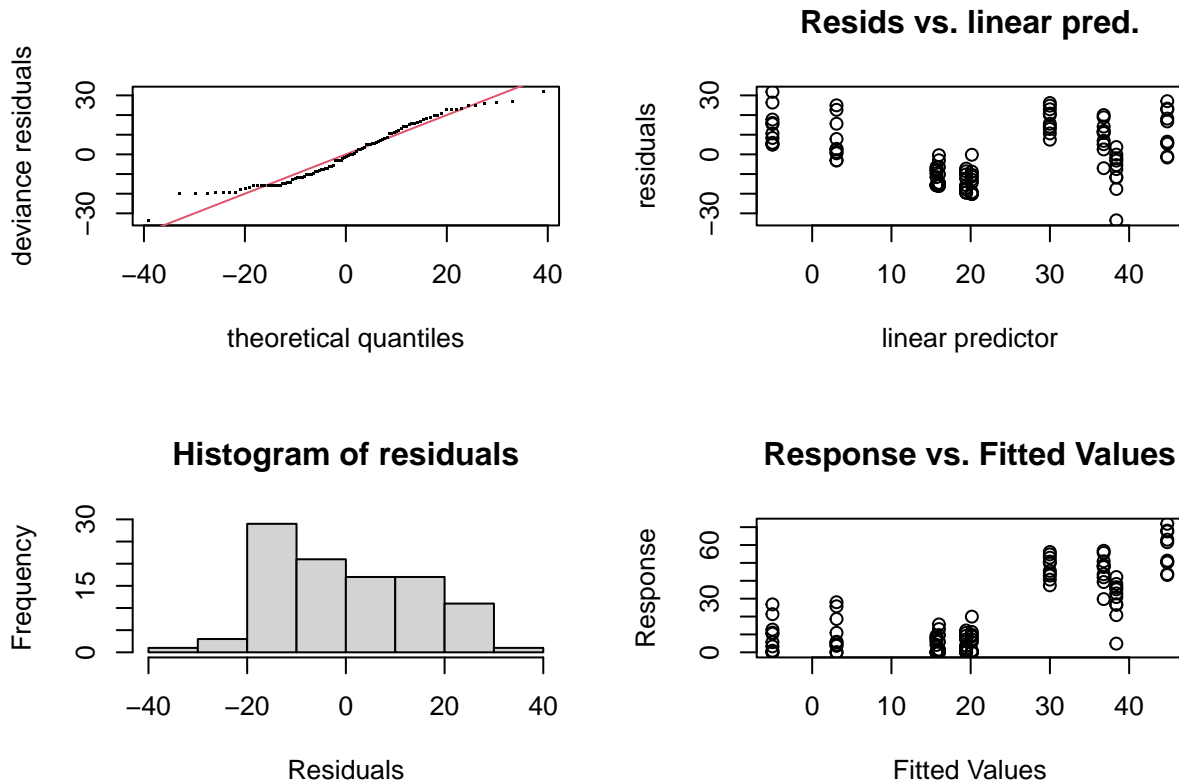 deviance residuals
30
0
−30
−40
−20
0
20
40
theoretical quantiles
Resids vs. linear pred.
residuals
30
0
−30
0
10
20
30
40
linear predictor
Histogram of residuals
Frequency
30
15
0
−40
−20
0
20
40
Residuals
Response vs. Fitted Values
Response
60
30
0
0
10
20
30
40
Fitted Values